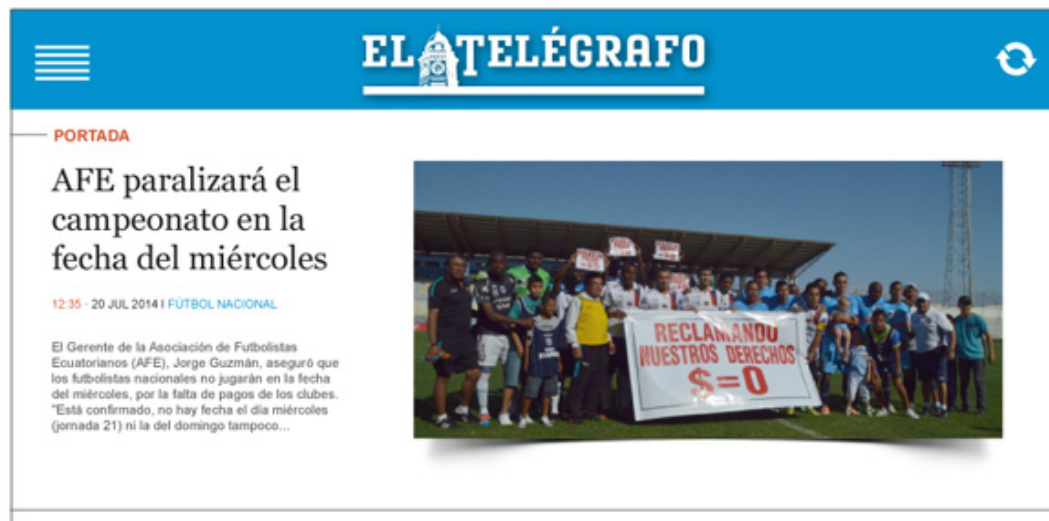 EL TELÉGRAFO
PORTADA
AFE paralizará el
campeonato en la
fecha del miércoles
12:35 - 20 JUL 2014 I FÚTBOL NACIONAL
El Gerente de la Asociación de Futbolistas
Ecuatorianos (AFE), Jorge Guzmán, aseguró que
los futbolistas nacionales no jugarán en la fecha
del miércoles, por la falta de pagos de los clubes.
"Está confirmado, no hay fecha el día miércoles
(jornada 21) ni la del domingo tampoco...
RECLAMANDO
NUESTROS DERECHOS
$=0